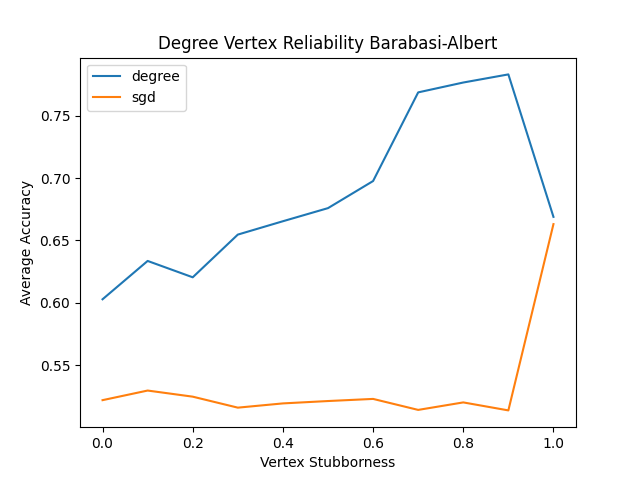 Degree Vertex Reliability Barabasi-Albert
degree
sgd
Average Accuracy
0.75
0.70
0.65
0.60
0.55
0.0 0.2 0.4 0.6 0.8 1.0
Vertex Stubborness